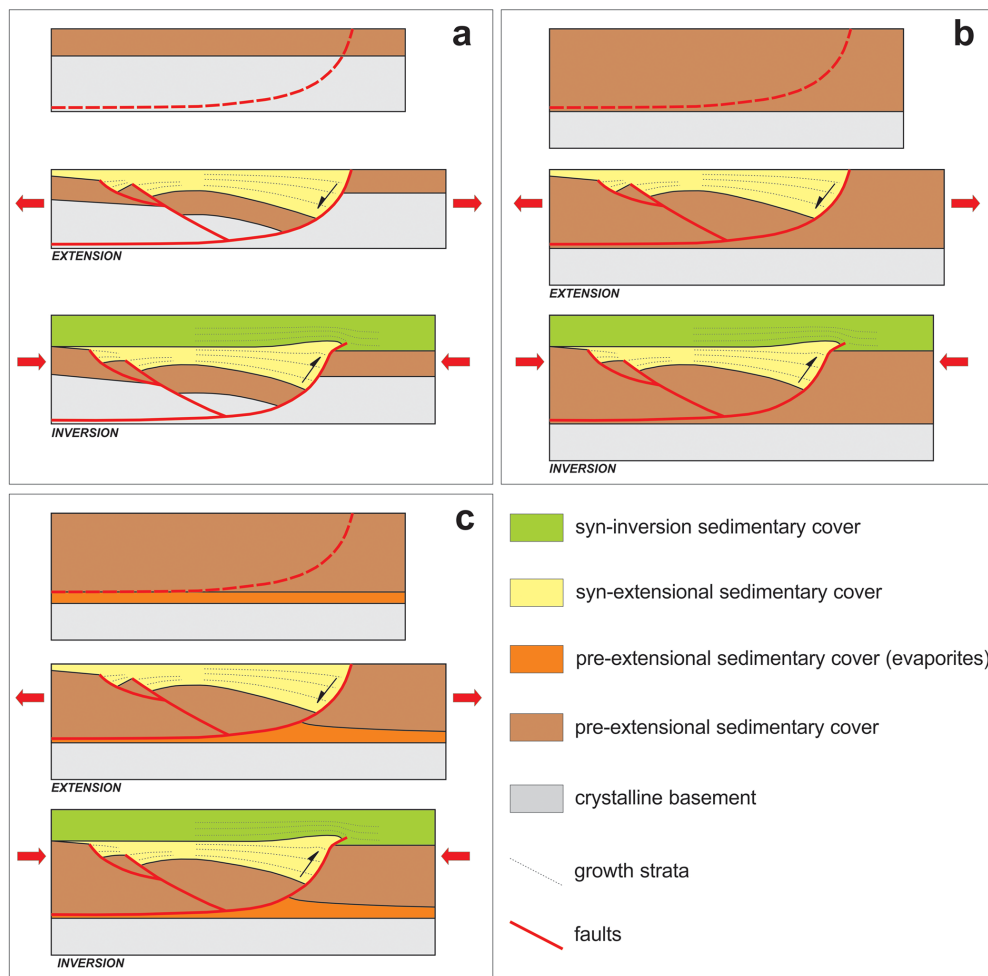 a
EXTENSION
INVERSION
b
EXTENSION
INVERSION
c
EXTENSION
INVERSION
syn-inversion sedimentary cover
syn-extensional sedimentary cover
pre-extensional sedimentary cover (evaporites)
pre-extensional sedimentary cover
crystalline basement
growth strata
faults